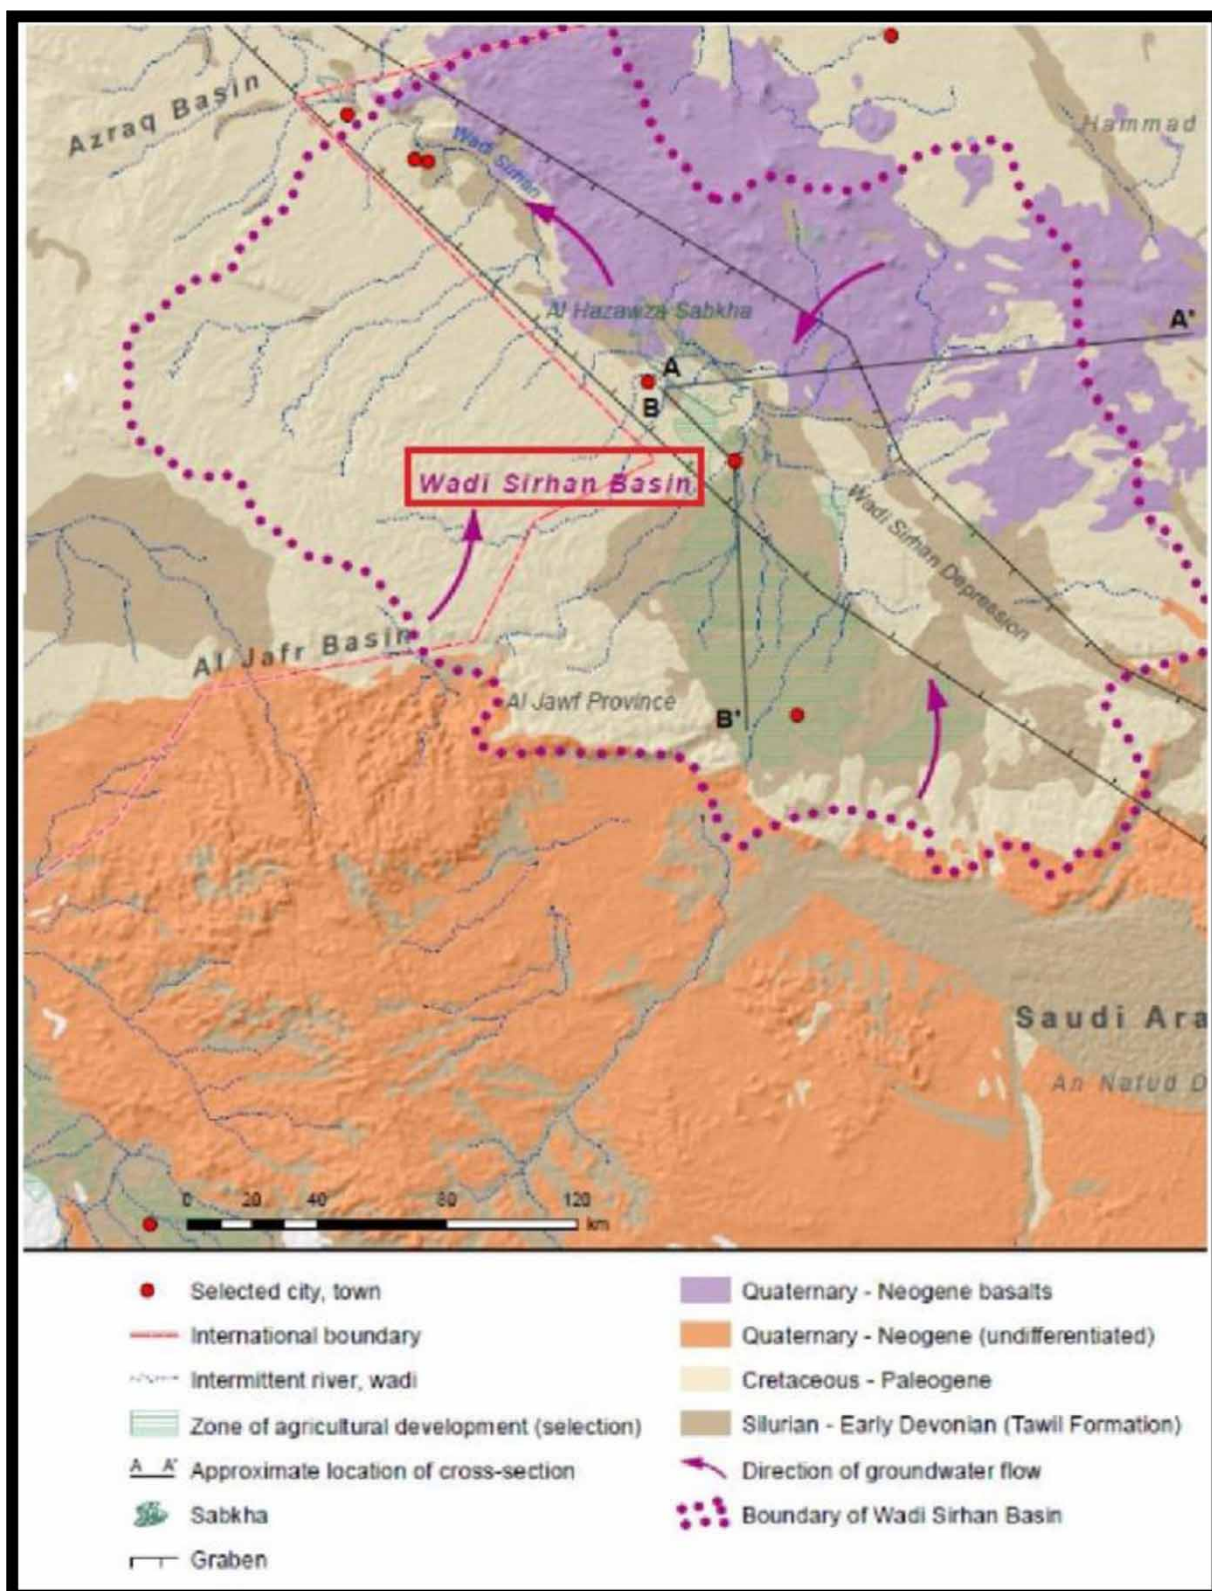 Azraq Basin
Hammad
Wadi Sirhan
Al Hazawza Sabkha
A'
A
B
Wadi Sirhan Basin
Wadi Sirhan Depression
Al Jafr Basin
Al Jawf Province
B'
Saudi Ara
An Nafud D
0 20 40 80 120
km
Selected city, town
International boundary
Intermittent river, wadi
Zone of agricultural development (selection)
A A' Approximate location of cross-section
Sabkha
Graben
Quaternary - Neogene basalts
Quaternary - Neogene (undifferentiated)
Cretaceous - Paleogene
Silurian - Early Devonian (Tawil Formation)
Direction of groundwater flow
Boundary of Wadi Sirhan Basin